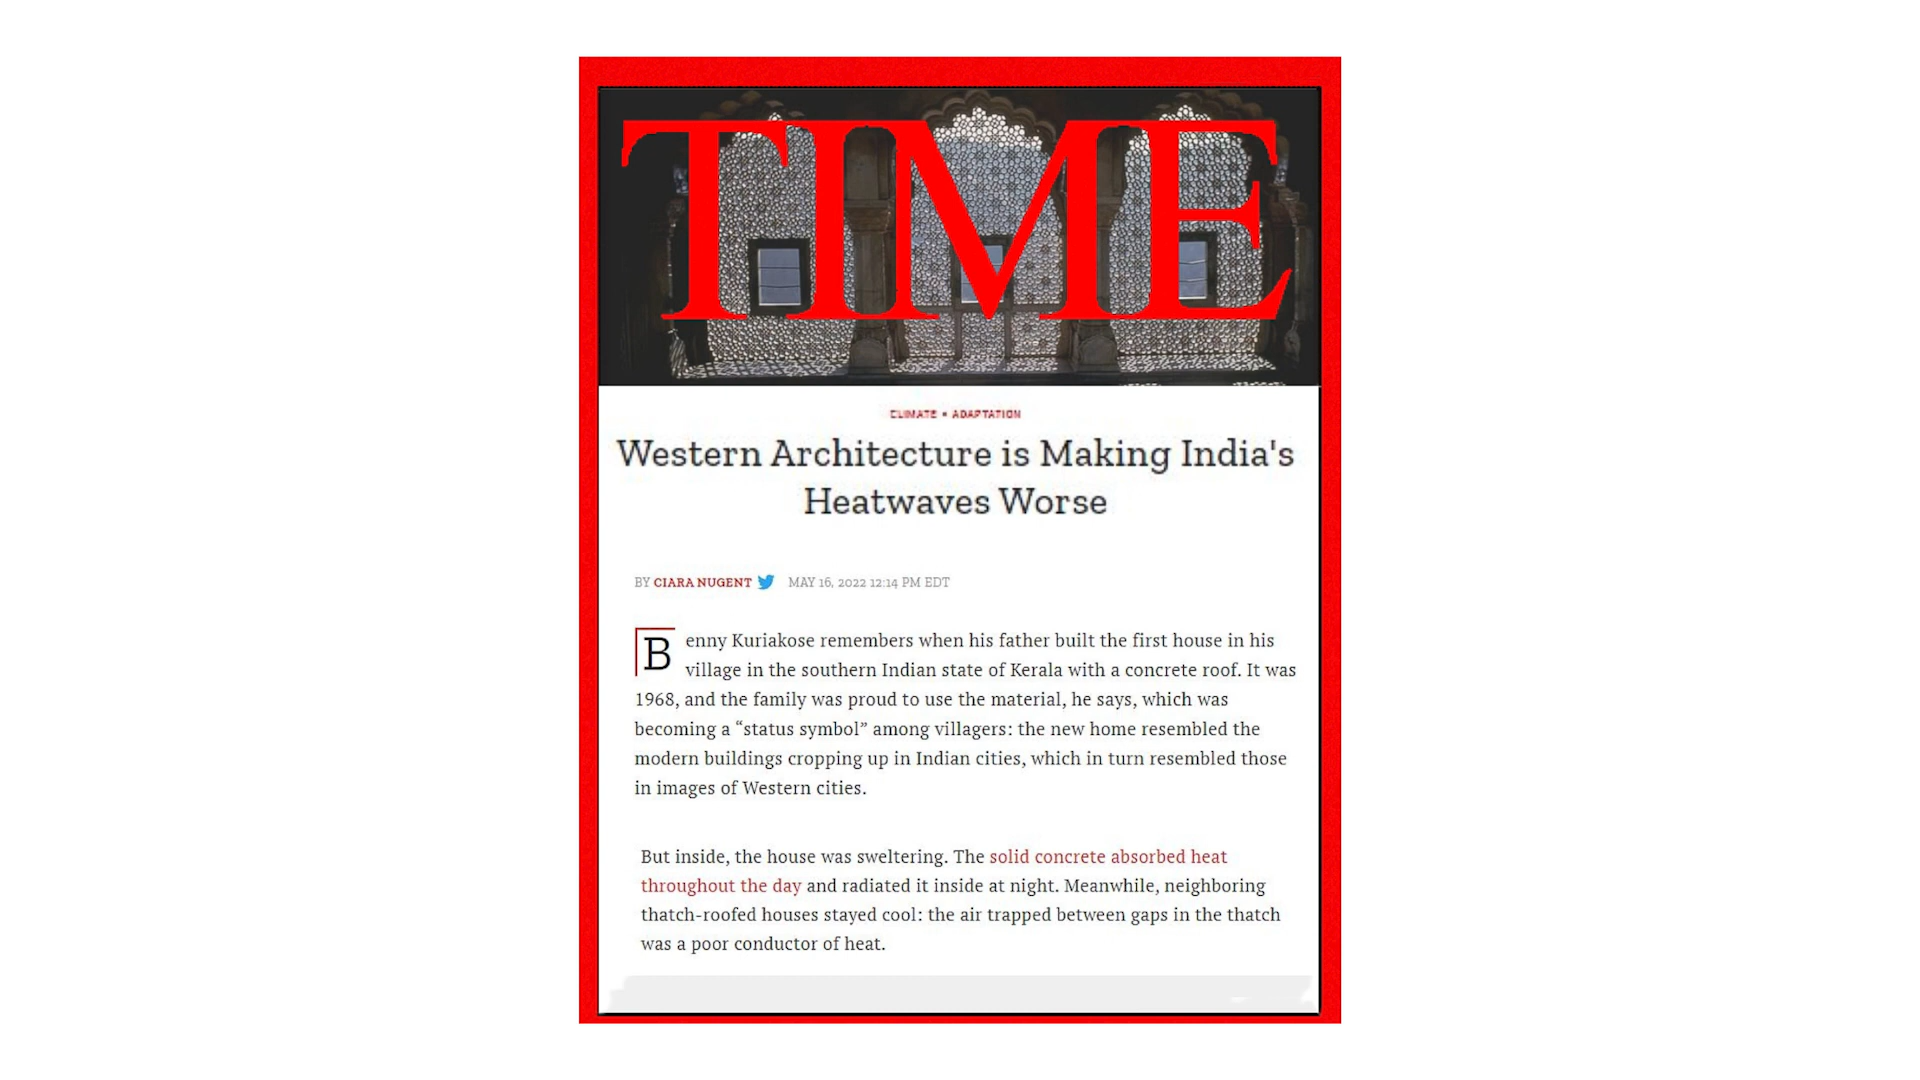 TIME
CLIMATE • ADAPTATION
Western Architecture is Making India's
Heatwaves Worse
BY CIARA NUGENT MAY 16, 2022 12:14 PM EDT
Benny Kuriakose remembers when his father built the first house in his
village in the southern Indian state of Kerala with a concrete roof. It was
1968, and the family was proud to use the material, he says, which was
becoming a “status symbol” among villagers: the new home resembled the
modern buildings cropping up in Indian cities, which in turn resembled those
in images of Western cities.
But inside, the house was sweltering. The solid concrete absorbed heat
throughout the day and radiated it inside at night. Meanwhile, neighboring
thatch-roofed houses stayed cool: the air trapped between gaps in the thatch
was a poor conductor of heat.